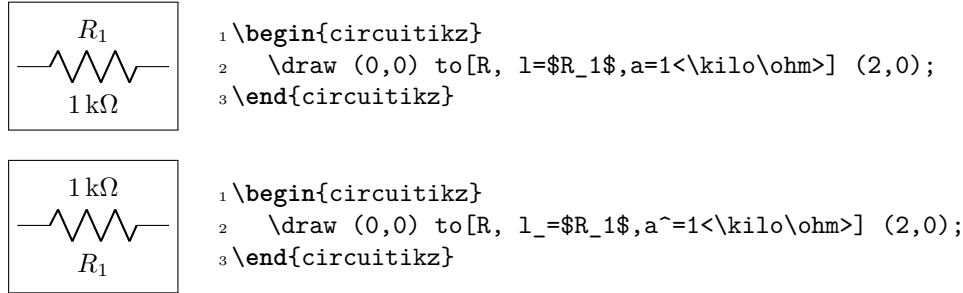 R1
1 kΩ
1 \begin{circuitikz}
2 \draw (0,0) to[R, l=$R_1$,a=1<\kilo\ohm>] (2,0);
3 \end{circuitikz}
1 kΩ
R1
1 \begin{circuitikz}
2 \draw (0,0) to[R, l_=$R_1$,a^=1<\kilo\ohm>] (2,0);
3 \end{circuitikz}